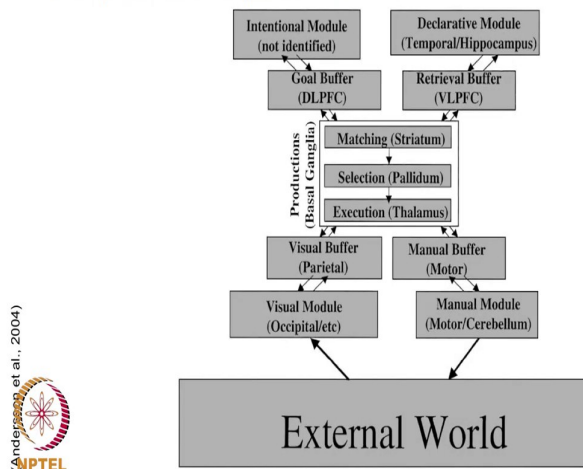 Intentional Module
(not identified)
Declarative Module
(Temporal/Hippocampus)
Goal Buffer
(DLPFC)
Retrieval Buffer
(VLPFC)
Productions
(Basal Ganglia)
Matching (Striatum)
Selection (Pallidum)
Execution (Thalamus)
Visual Buffer
(Parietal)
Manual Buffer
(Motor)
Visual Module
(Occipital/etc)
Manual Module
(Motor/Cerebellum)
External World
et al., 2004)
NPTEL